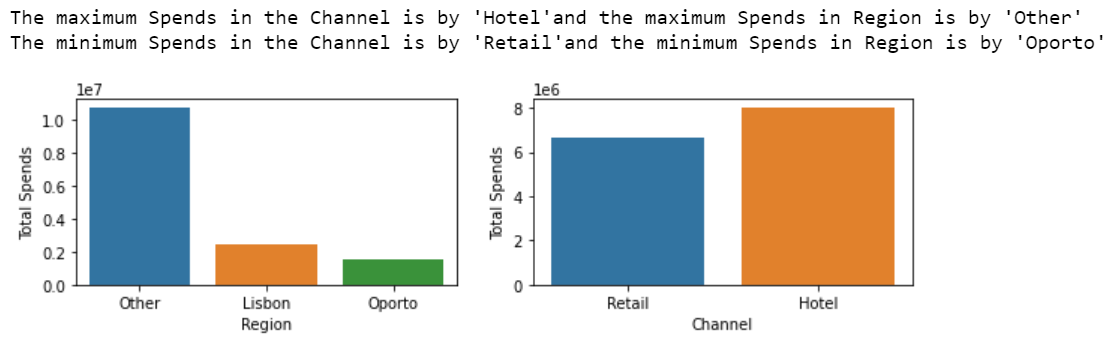 The maximum Spends in the Channel is by 'Hotel'and the maximum Spends in Region is by 'Other'
The minimum Spends in the Channel is by 'Retail'and the minimum Spends in Region is by 'Oporto'
1e7
1.0
0.8
0.6
0.4
0.2
0.0
Total Spends
Other Lisbon Oporto
Region
1e6
8
6
4
2
0
Total Spends
Retail Hotel
Channel